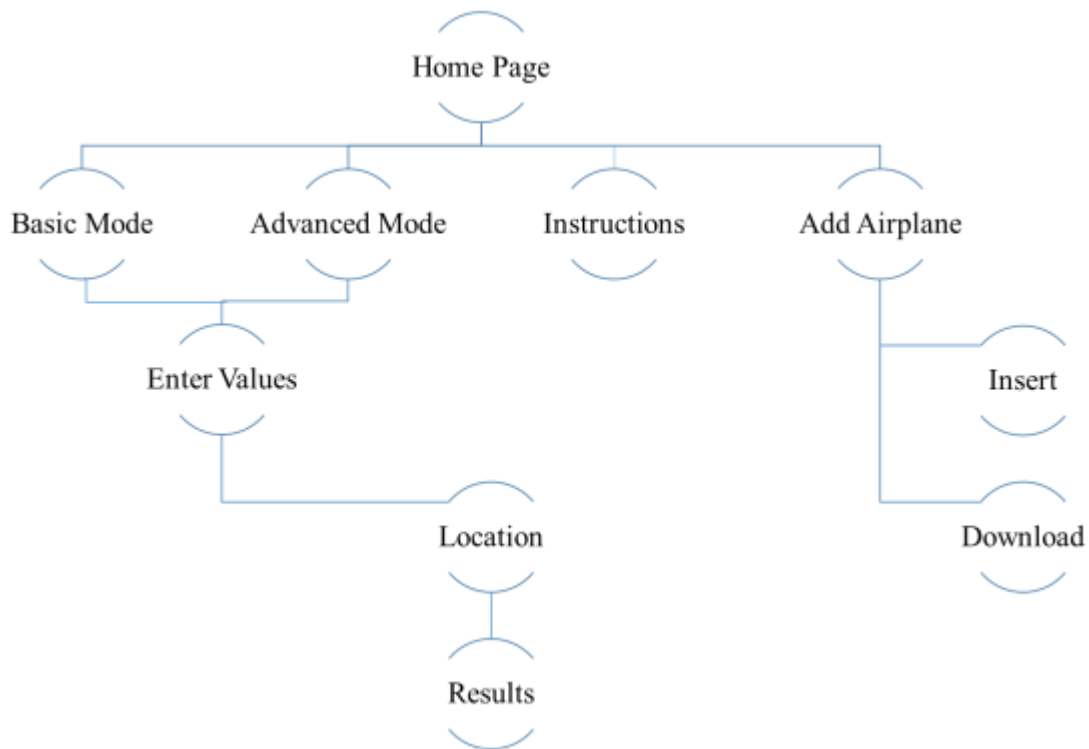 Home Page
Basic Mode
Advanced Mode
Instructions
Add Airplane
Enter Values
Insert
Location
Download
Results